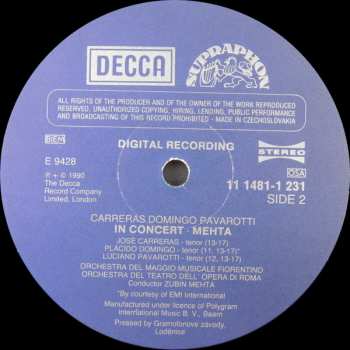 DECCA
SUPRAPHON
ALL RIGHTS OF THE PRODUCER AND OF THE OWNER OF THE WORK REPRODUCED
RESERVED. UNAUTHORIZED COPYING, HIRING, LENDING, PUBLIC PERFORMANCE
AND BROADCASTING OF THIS RECORD PROHIBITED - MADE IN CZECHOSLOVAKIA
BIEM
DIGITAL RECORDING
STEREO
E 9428
OSA
℗ + © 1990
The Decca
Record Company
Limited, London
11 1481-1 231
SIDE 2
CARRERAS DOMINGO PAVAROTTI
IN CONCERT · MEHTA
JOSÉ CARRERAS - tenor (13-17)
PLACIDO DOMINGO - tenor (11, 13-17)*
LUCIANO PAVAROTTI - tenor (12, 13-17)
ORCHESTRA DEL MAGGIO MUSICALE FIORENTINO
ORCHESTRA DEL TEATRO DELL' OPERA DI ROMA
Conductor ZUBIN MEHTA
*By courtesy of EMI International
Manufactured under licence of Polygram
International Music B. V., Baarn
Pressed by Gramofonové závody,
Loděnice